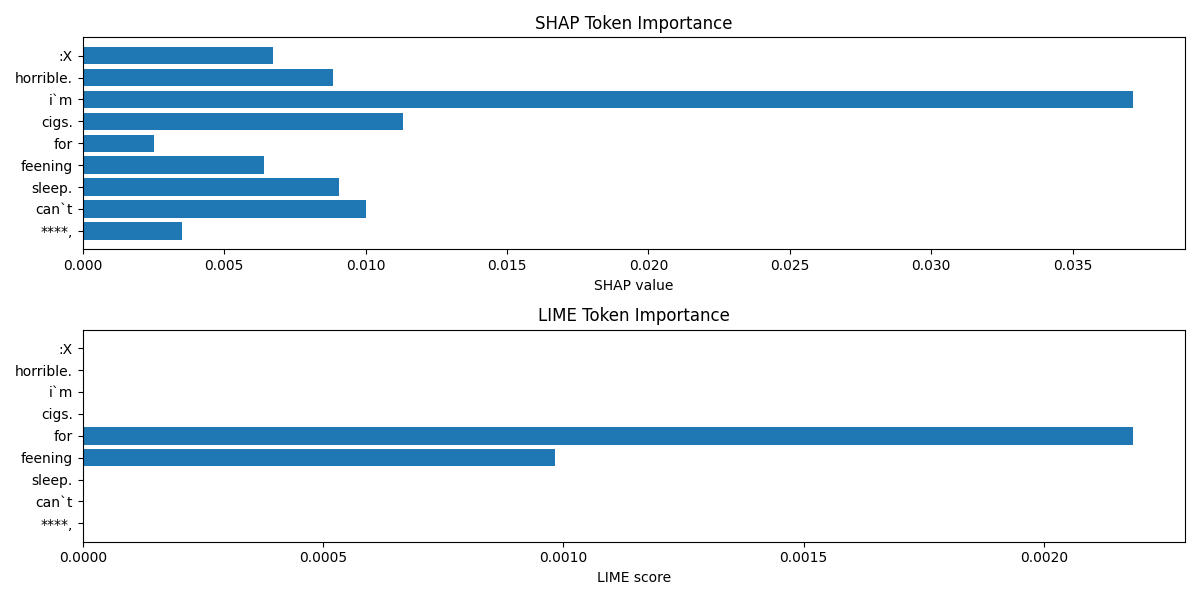 SHAP Token Importance
:X
horrible.
i`m
cigs.
for
feening
sleep.
can`t
****,
0.000 0.005 0.010 0.015 0.020 0.025 0.030 0.035
SHAP value
LIME Token Importance
:X
horrible.
i`m
cigs.
for
feening
sleep.
can`t
****,
0.0000 0.0005 0.0010 0.0015 0.0020
LIME score